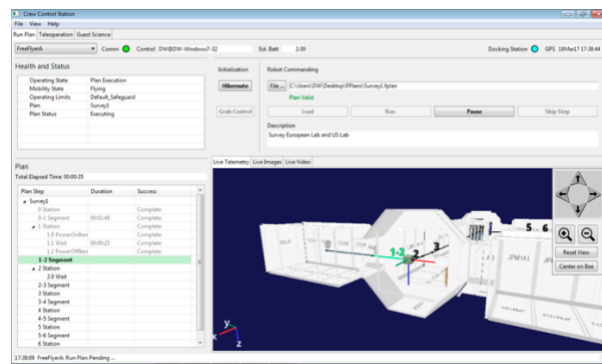 Crew Control Station
File View Help
Run Plan Teleoperation Guest Science
FreeFlyerA Comm Control DW@DW-Windows7-32 Est. Batt 2:39 Docking Station GPS 18Mar17 17:38:44
Health and Status
Operating State Plan Execution
Mobility State Flying
Operating Limits Default_Safeguard
Plan Survey1
Plan Status Executing
Initialization
Hibernate
Grab Control
Robot Commanding
File ... C:\Users\DW\Desktop\FPlans\Survey1.fplan
Plan Valid
Load Run Pause Skip Step
Description
Survey European Lab and US Lab
Plan
Total Elapsed Time 00:00:35
Plan Step Duration Success
Survey1
0 Station Complete
0-1 Segment 00:01:48 Complete
1 Station Complete
1.0 PowerOnItem Complete
1.1 Wait 00:00:25 Complete
1.2 PowerOffItem Complete
1-2 Segment
2 Station
2.0 Wait
2-3 Segment
3 Station
3-4 Segment
4 Station
4-5 Segment
5 Station
5-6 Segment
6 Station
Live Telemetry Live Images Live Video
1-2 2 3 5 6
JPM1A1
Reset View
Center on Bee
y
x
z
17:38:09 FreeFlyerA: Run Plan Pending ...